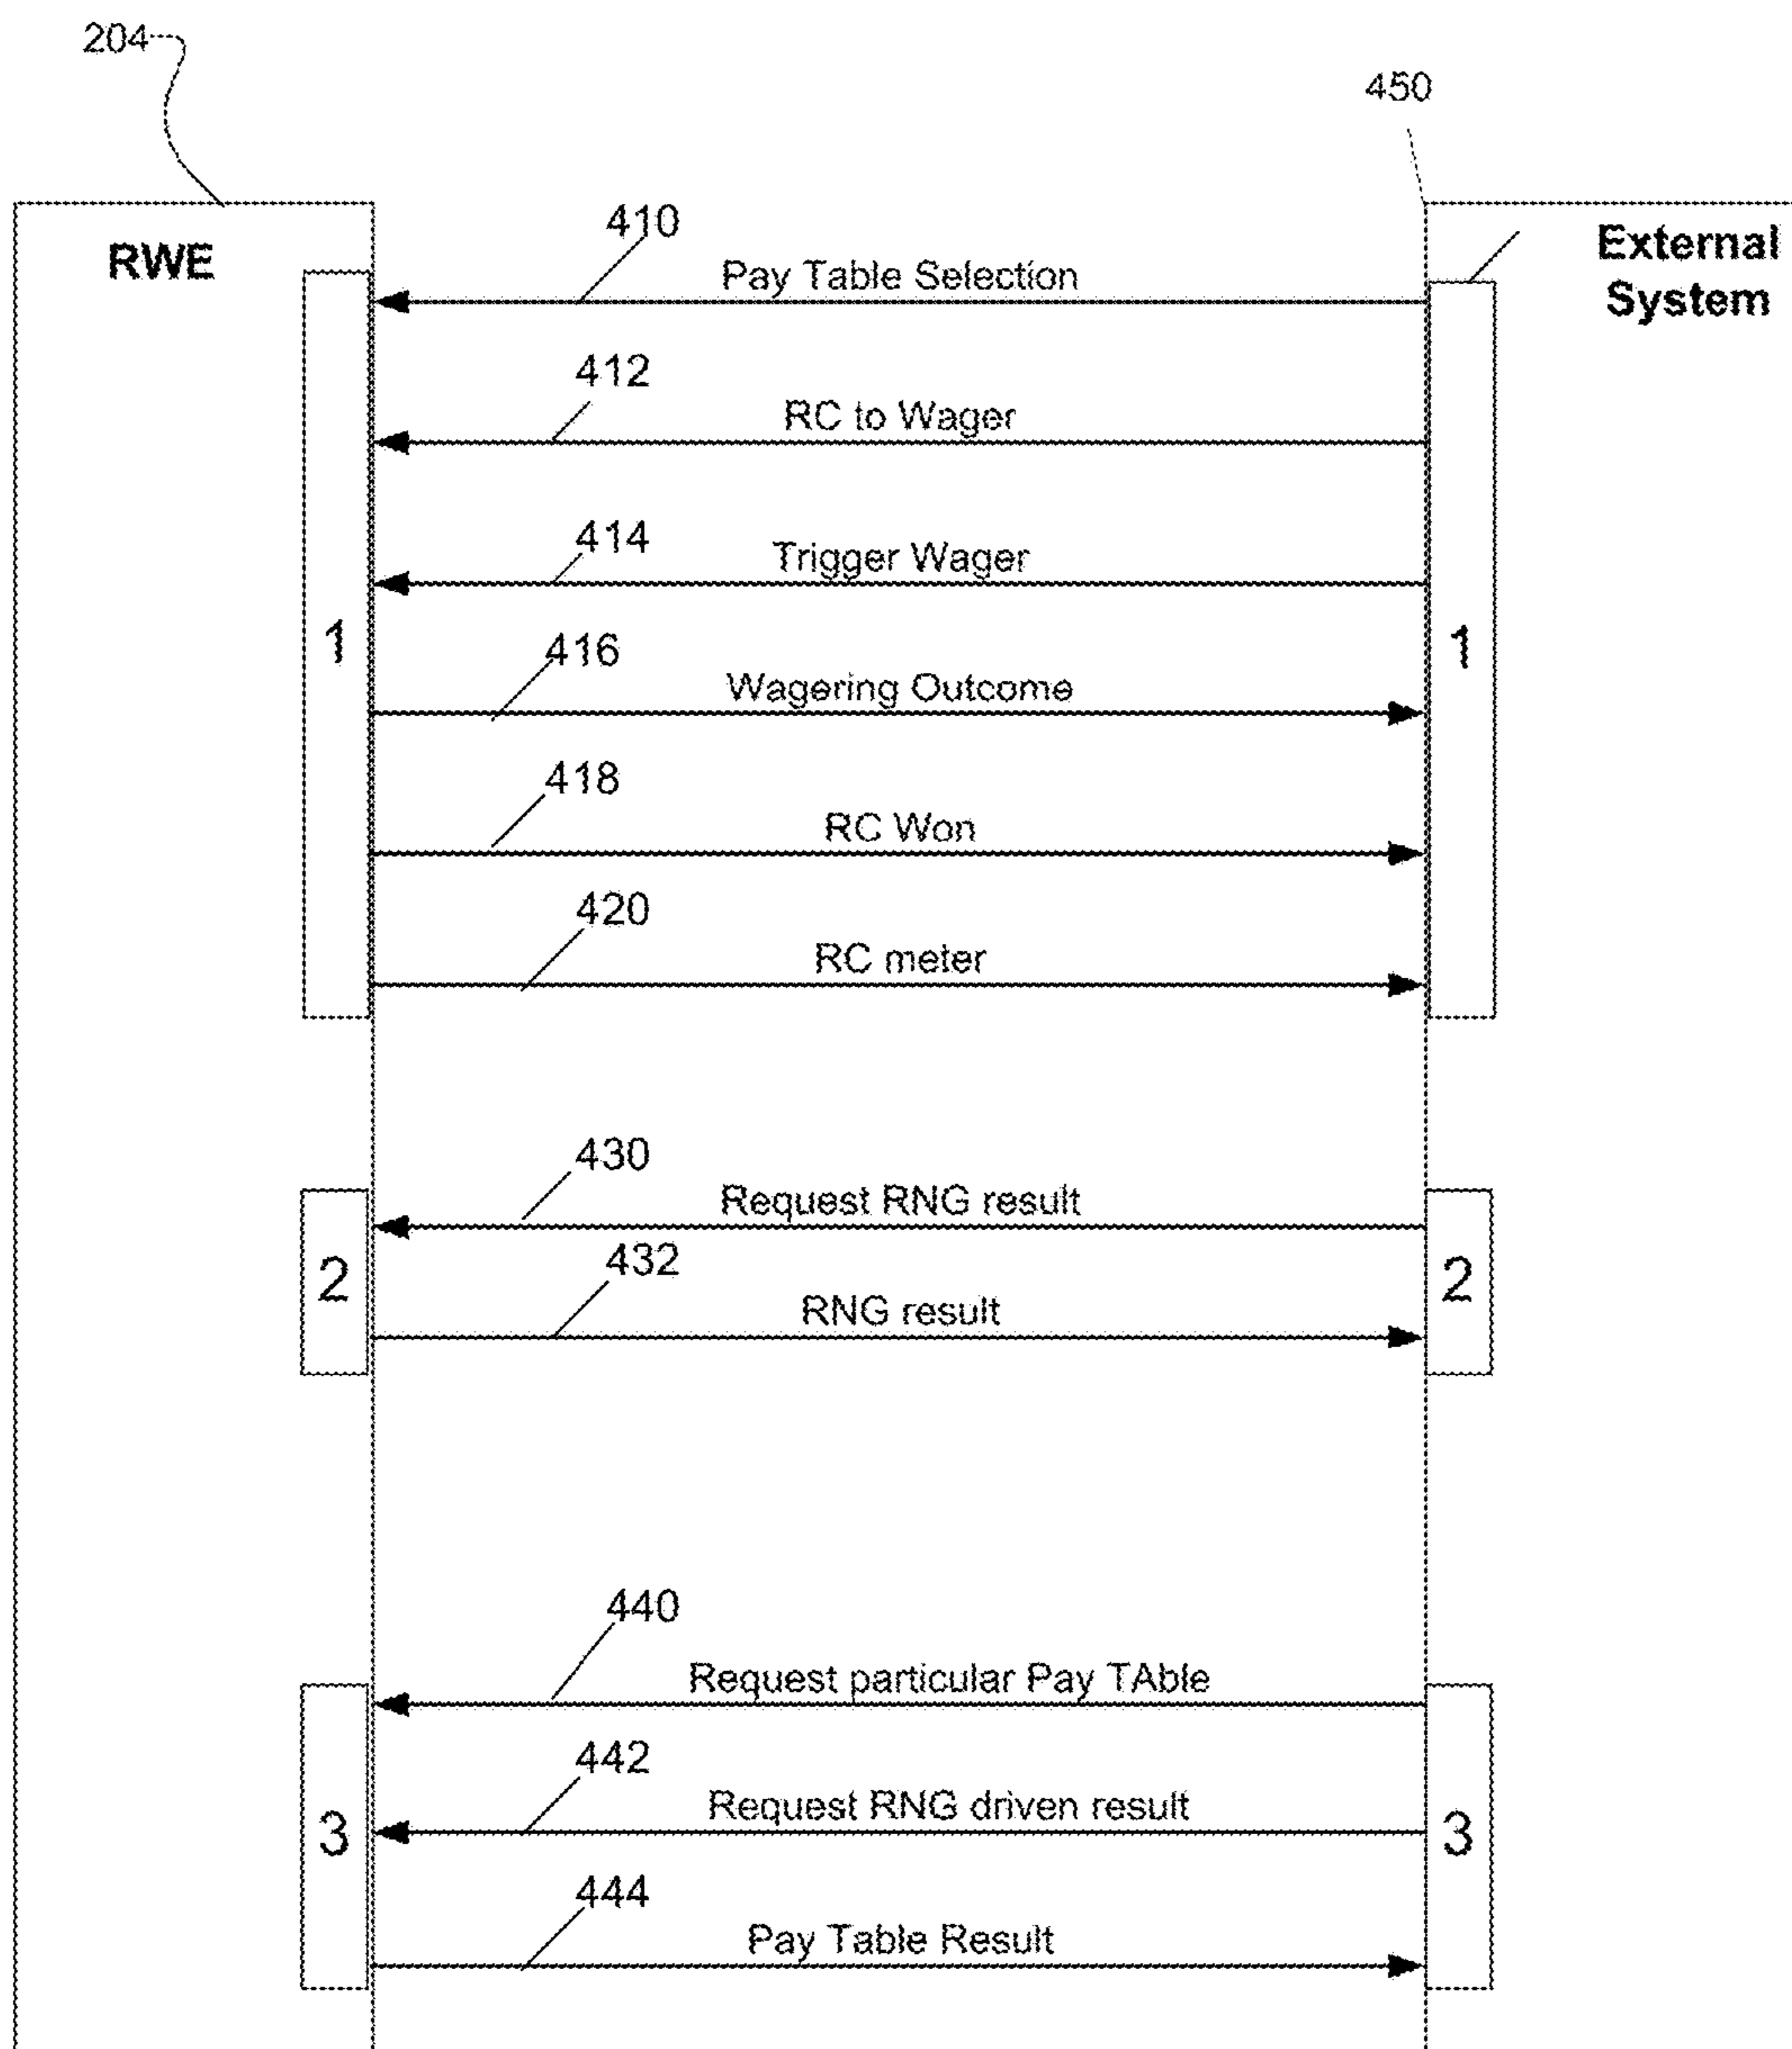 204
450
RWE
External
System
410
Pay Table Selection
412
RC to Wager
414
Trigger Wager
1
1
416
Wagering Outcome
418
RC Won
420
RC meter
430
Request RNG result
2
2
432
RNG result
440
Request particular Pay TAble
442
Request RNG driven result
3
3
444
Pay Table Result